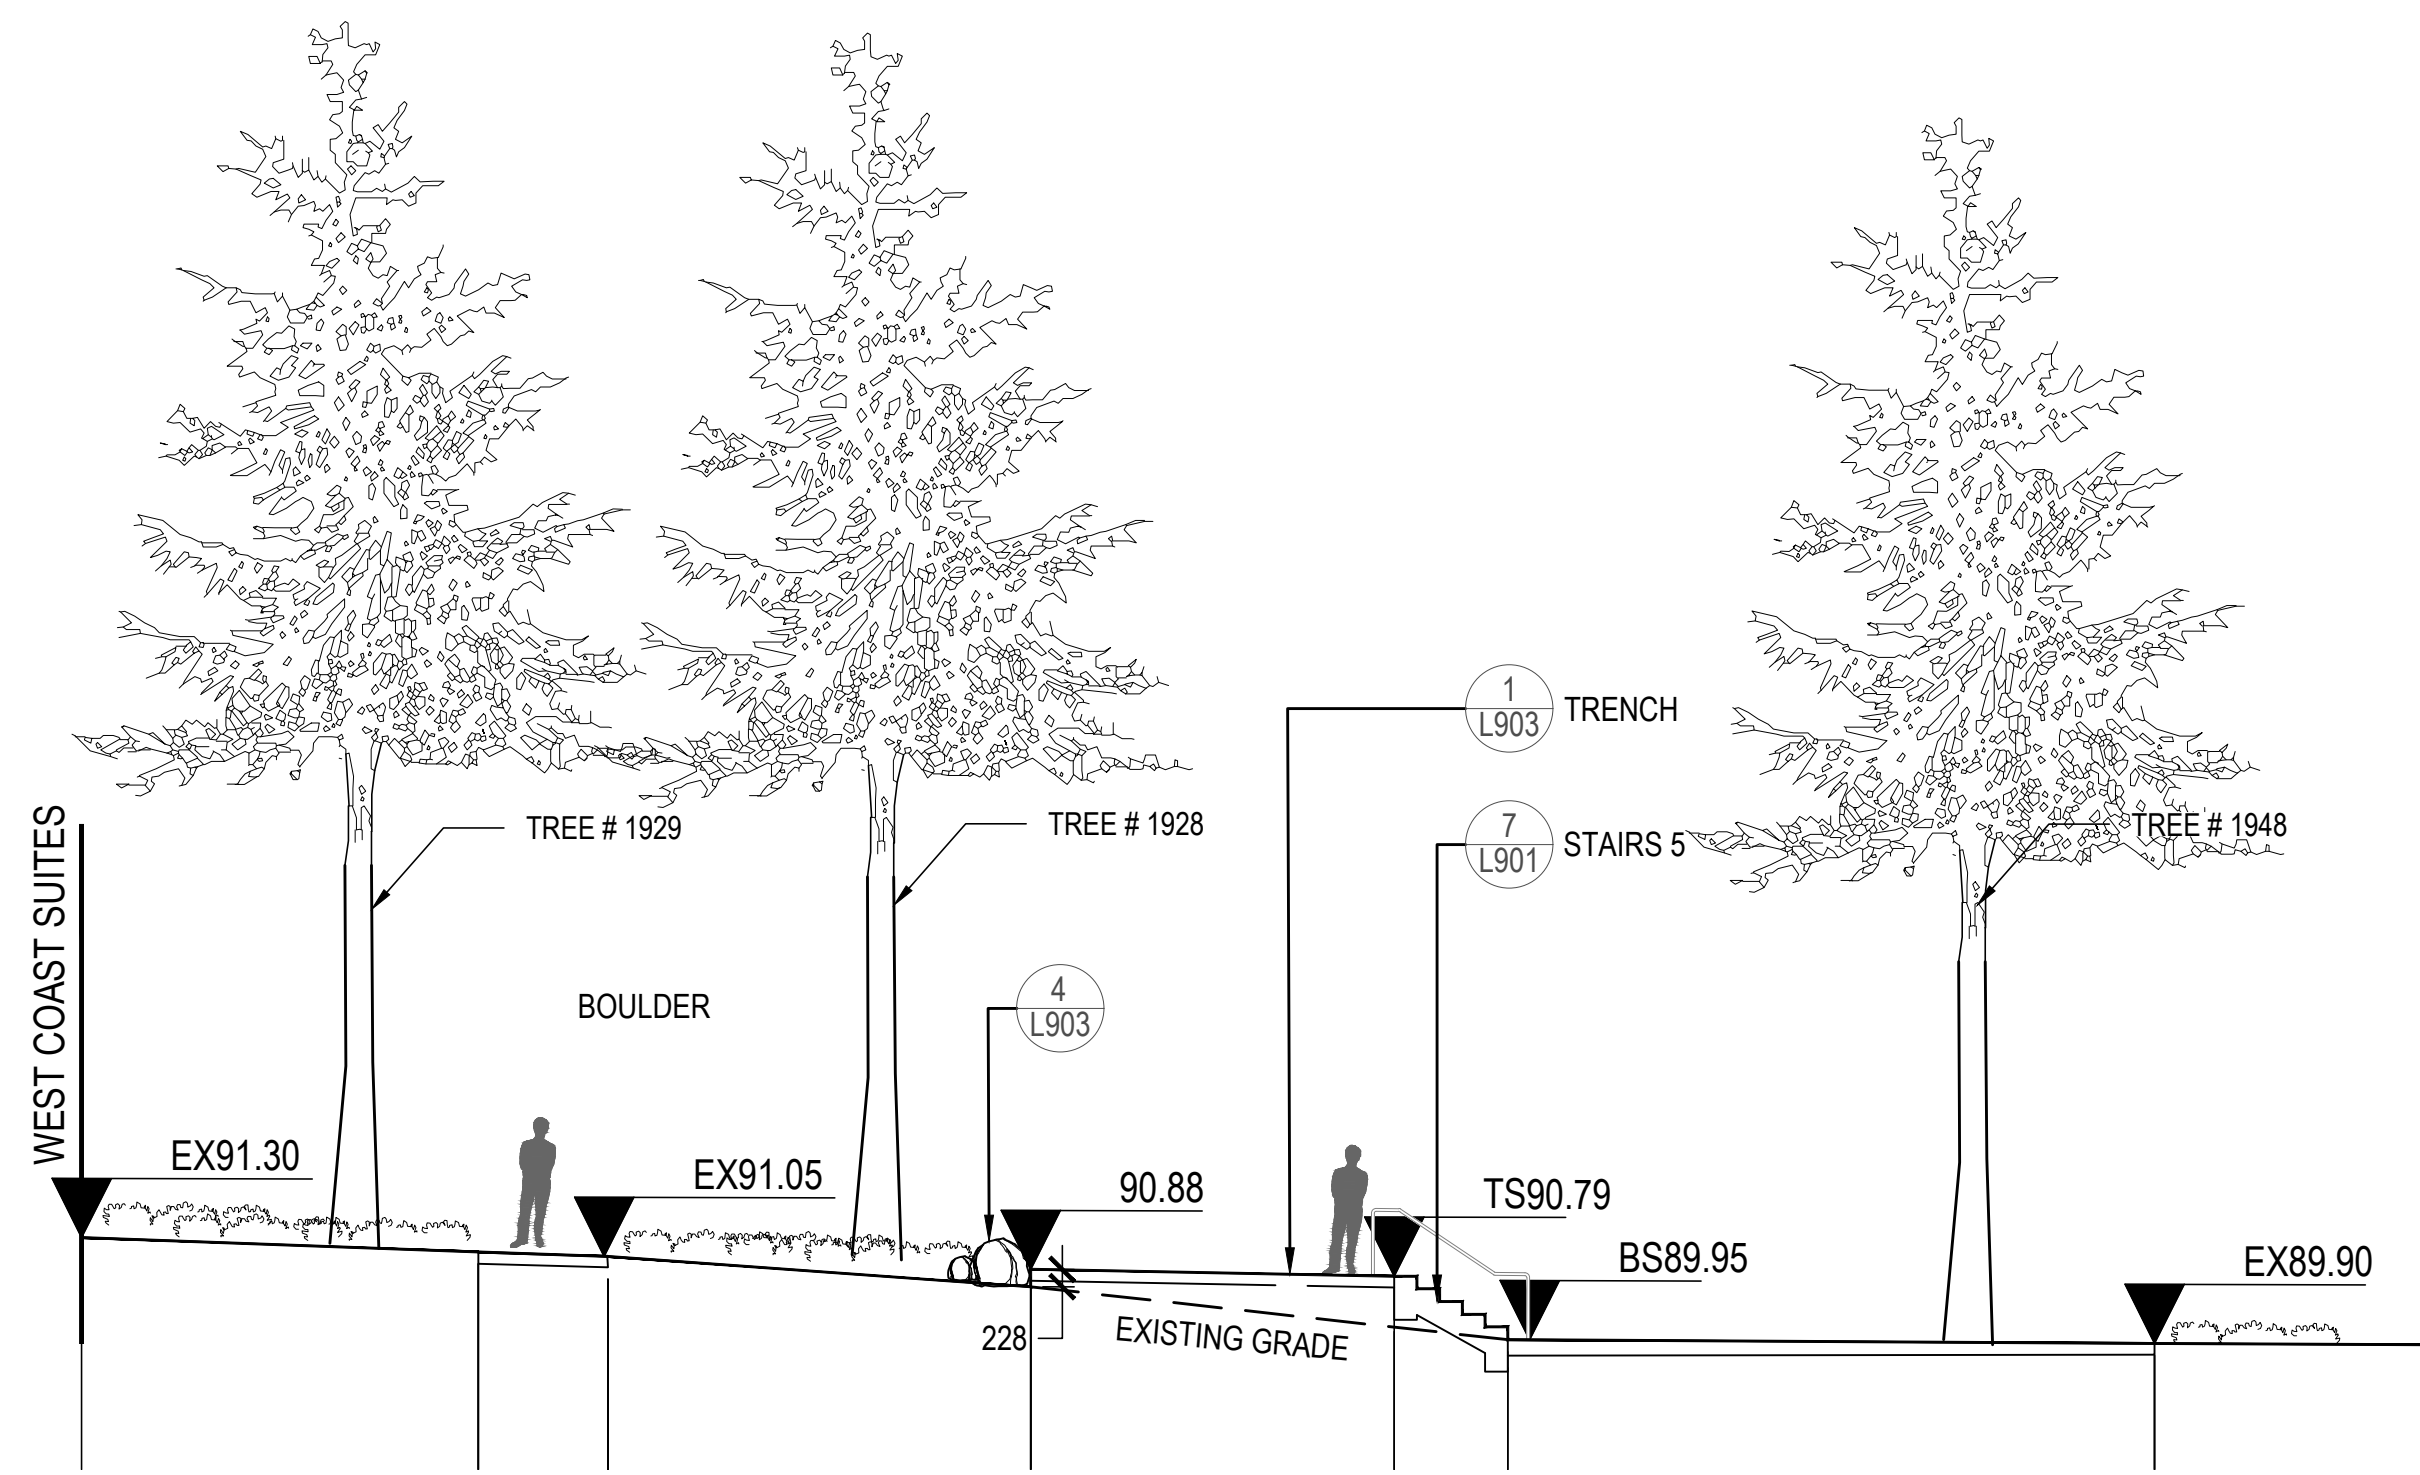 1
L903
TRENCH
TREE # 1929
TREE # 1928
7
L901
STAIRS 5
TREE # 1948
WEST COAST SUITES
BOULDER
4
L903
EX91.30
EX91.05
90.88
TS90.79
BS89.95
EX89.90
228
EXISTING GRADE